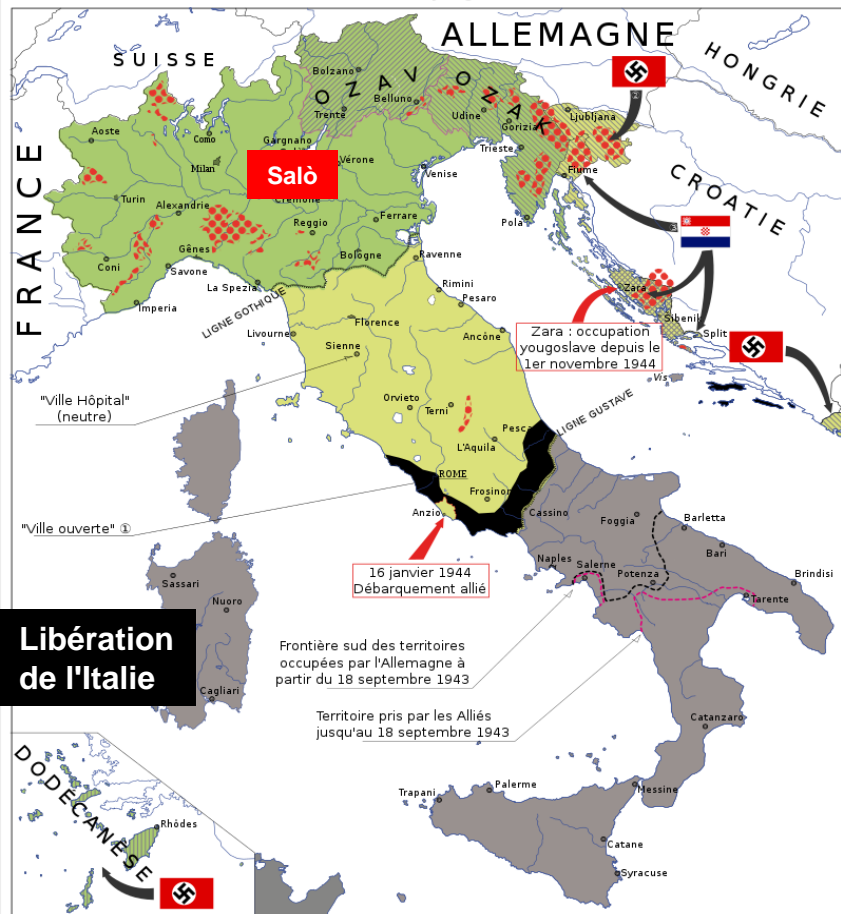 ALLEMAGNE
SUISSE
HONGRIE
Bolzano
OZAV
OZAK
Trente
Belluno
Udine
Gorizia
Ljubljana
Aoste
Como
Gargnano
Milan
Salò
Vérone
Venise
Trieste
Fiume
CROATIE
FRANCE
Turin
Alexandrie
Crémone
Ferrare
Reggio
Pola
Coni
Gênes
Savone
Bologne
Ravenne
Zara
Imperia
La Spezia
Rimini
Pesaro
Sibenik
Split
LIGNE GOTHIQUE
Livourne
Florence
Sienne
Ancône
Zara : occupation
yougoslave depuis le
1er novembre 1944
Vis
"Ville Hôpital"
(neutre)
Orvieto
Terni
L'Aquila
Pesca
LIGNE GUSTAVE
ROME
Frosinon
"Ville ouverte" ①
Anzio
Cassino
Foggia
Barletta
Bari
16 janvier 1944
Débarquement allié
Naples
Salerne
Potenza
Brindisi
Tarente
Sassari
Nuoro
Libération
de l'Italie
Cagliari
Frontière sud des territoires
occupées par l'Allemagne à
partir du 18 septembre 1943
Territoire pris par les Alliés
jusqu'au 18 septembre 1943
Catanzaro
DODÉCANÈSE
Rhôdes
Trapani
Palerme
Messine
Catane
Syracuse